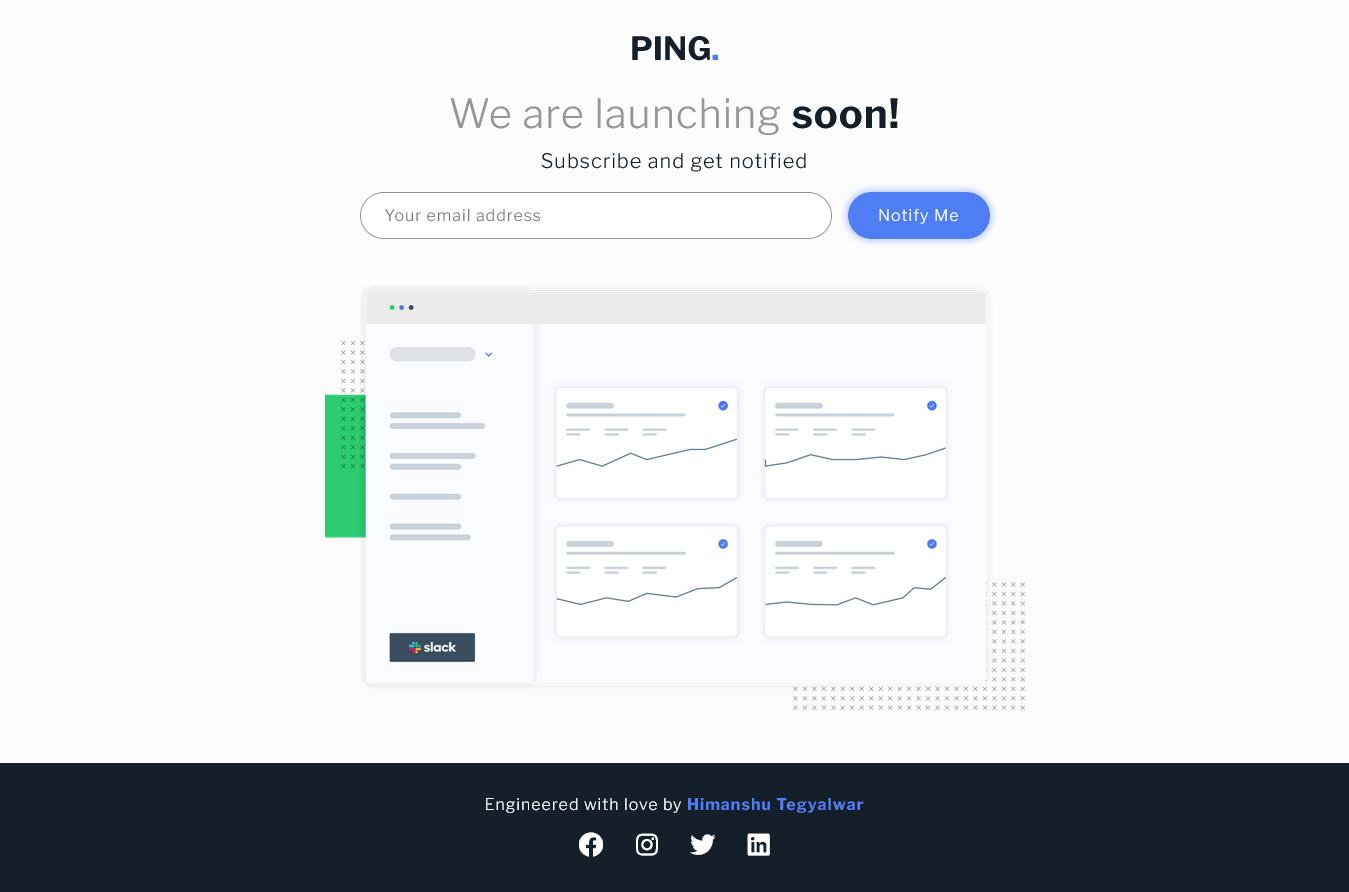 PING.
We are launching soon!
Subscribe and get notified
Your email address
Notify Me
slack
Engineered with love by Himanshu Tegyalwar